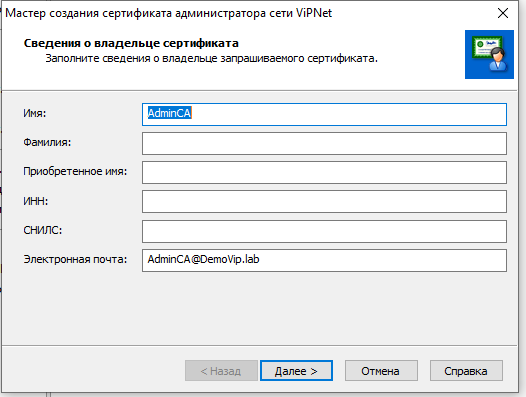 Мастер создания сертификата администратора сети ViPNet
Сведения о владельце сертификата
Заполните сведения о владельце запрашиваемого сертификата.
Имя: AdminCA
Фамилия:
Приобретенное имя:
ИНН:
СНИЛС:
Электронная почта: AdminCA@DemoVip.lab
< Назад Далее > Отмена Справка